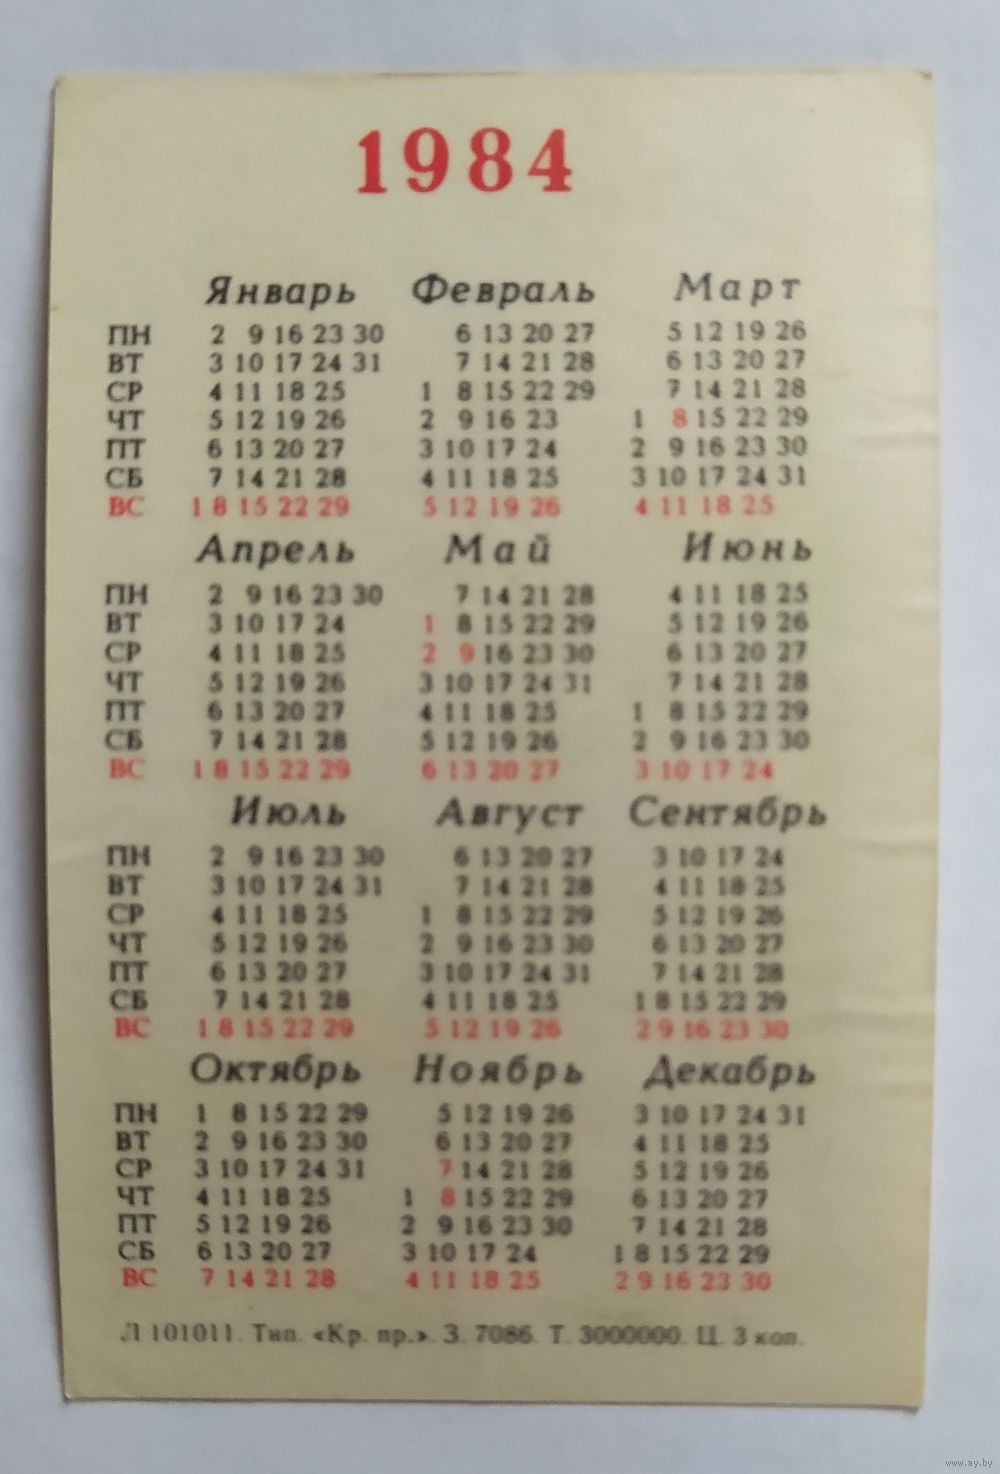 1984
Январь Февраль Март
ПН 2 9 16 23 30 6 13 20 27 5 12 19 26
ВТ 3 10 17 24 31 7 14 21 28 6 13 20 27
СР 4 11 18 25 1 8 15 22 29 7 14 21 28
ЧТ 5 12 19 26 2 9 16 23 1 8 15 22 29
ПТ 6 13 20 27 3 10 17 24 2 9 16 23 30
СБ 7 14 21 28 4 11 18 25 3 10 17 24 31
ВС 1 8 15 22 29 5 12 19 26 4 11 18 25
Апрель Май Июнь
ПН 2 9 16 23 30 7 14 21 28 4 11 18 25
ВТ 3 10 17 24 1 8 15 22 29 5 12 19 26
СР 4 11 18 25 2 9 16 23 30 6 13 20 27
ЧТ 5 12 19 26 3 10 17 24 31 7 14 21 28
ПТ 6 13 20 27 4 11 18 25 1 8 15 22 29
СБ 7 14 21 28 5 12 19 26 2 9 16 23 30
ВС 1 8 15 22 29 6 13 20 27 3 10 17 24
Июль Август Сентябрь
ПН 2 9 16 23 30 6 13 20 27 3 10 17 24
ВТ 3 10 17 24 31 7 14 21 28 4 11 18 25
СР 4 11 18 25 1 8 15 22 29 5 12 19 26
ЧТ 5 12 19 26 2 9 16 23 30 6 13 20 27
ПТ 6 13 20 27 3 10 17 24 31 7 14 21 28
СБ 7 14 21 28 4 11 18 25 1 8 15 22 29
ВС 1 8 15 22 29 5 12 19 26 2 9 16 23 30
Октябрь Ноябрь Декабрь
ПН 1 8 15 22 29 5 12 19 26 3 10 17 24 31
ВТ 2 9 16 23 30 6 13 20 27 4 11 18 25
СР 3 10 17 24 31 7 14 21 28 5 12 19 26
ЧТ 4 11 18 25 1 8 15 22 29 6 13 20 27
ПТ 5 12 19 26 2 9 16 23 30 7 14 21 28
СБ 6 13 20 27 3 10 17 24 1 8 15 22 29
ВС 7 14 21 28 4 11 18 25 2 9 16 23 30
Л 101011. Тип. «Кр. пр.». З. 7086. Т. 3000000. Ц. 3 коп.
www.ay.by